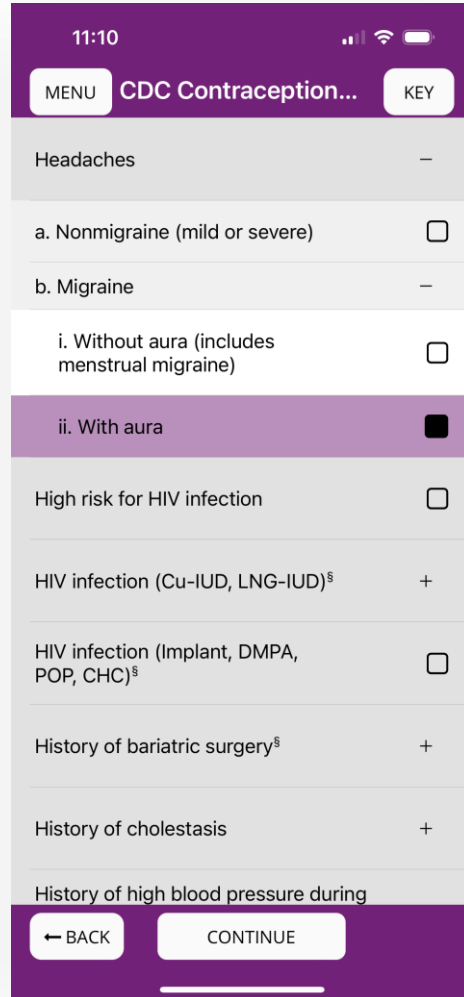 11:10
MENU CDC Contraception... KEY
Headaches −
a. Nonmigraine (mild or severe)
b. Migraine −
i. Without aura (includes
menstrual migraine)
ii. With aura
High risk for HIV infection
HIV infection (Cu-IUD, LNG-IUD)§ +
HIV infection (Implant, DMPA,
POP, CHC)§
History of bariatric surgery§ +
History of cholestasis +
History of high blood pressure during
← BACK CONTINUE